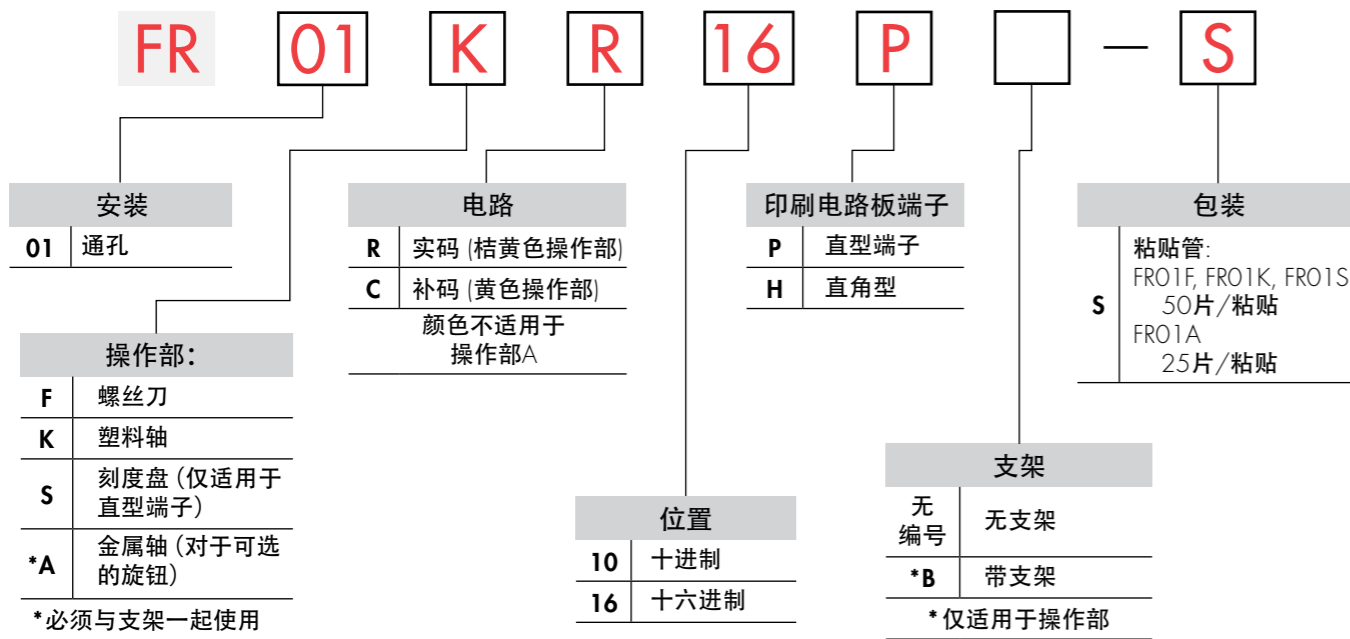 FR 01 K R 16 P — S
安装
01 通孔
操作部：
F 螺丝刀
K 塑料轴
S 刻度盘（仅适用于
直型端子）
*A 金属轴（对于可选
的旋钮）
*必须与支架一起使用
电路
R 实码 (桔黄色操作部)
C 补码 (黄色操作部)
颜色不适用于
操作部A
位置
10 十进制
16 十六进制
印刷电路板端子
P 直型端子
H 直角型
支架
无
编号 无支架
*B 带支架
*仅适用于操作部
包装
S 粘贴管:
FR01F, FR01K, FR01S
50片/粘贴
FR01A
25片/粘贴